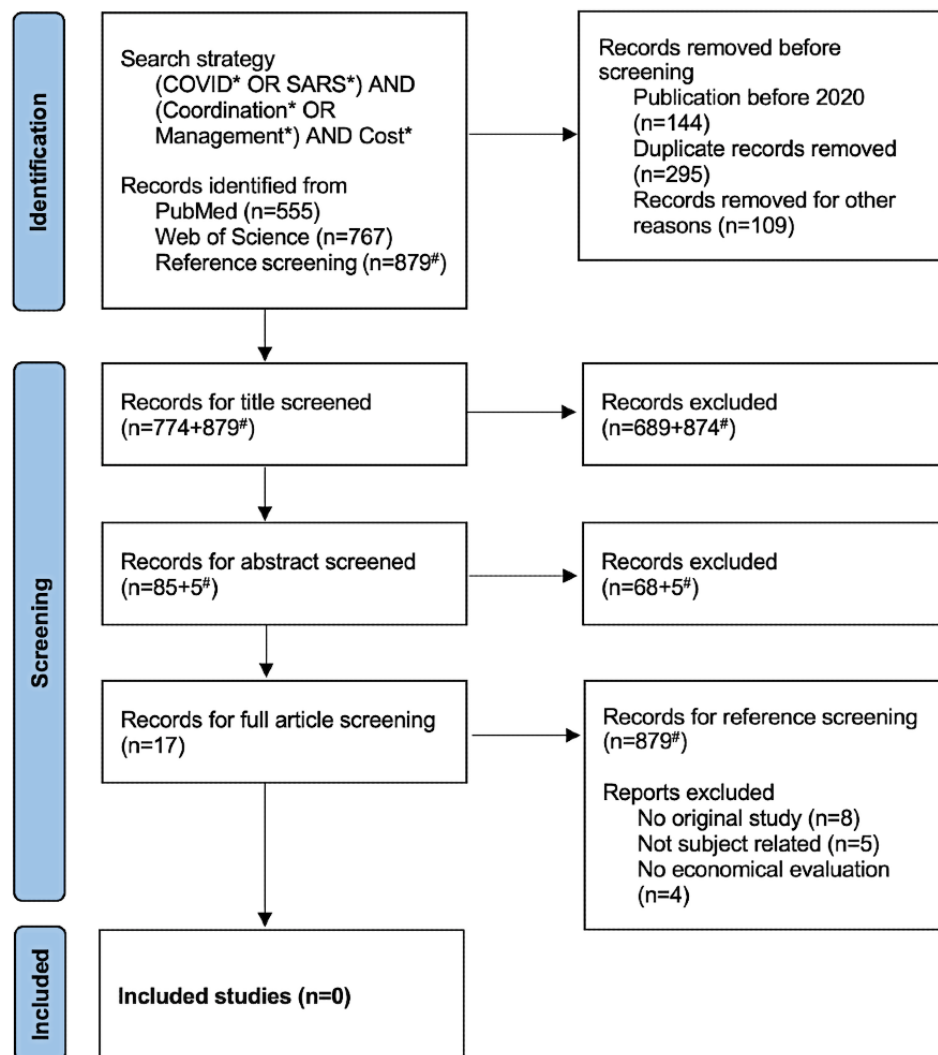 Identification
Search strategy
(COVID* OR SARS*) AND
(Coordination* OR
Management*) AND Cost*
Records identified from
PubMed (n=555)
Web of Science (n=767)
Reference screening (n=879#)
Records removed before
screening
Publication before 2020
(n=144)
Duplicate records removed
(n=295)
Records removed for other
reasons (n=109)
Screening
Records for title screened
(n=774+879#)
Records excluded
(n=689+874#)
Records for abstract screened
(n=85+5#)
Records excluded
(n=68+5#)
Records for full article screening
(n=17)
Records for reference screening
(n=879#)
Reports excluded
No original study (n=8)
Not subject related (n=5)
No economical evaluation
(n=4)
Included
Included studies (n=0)